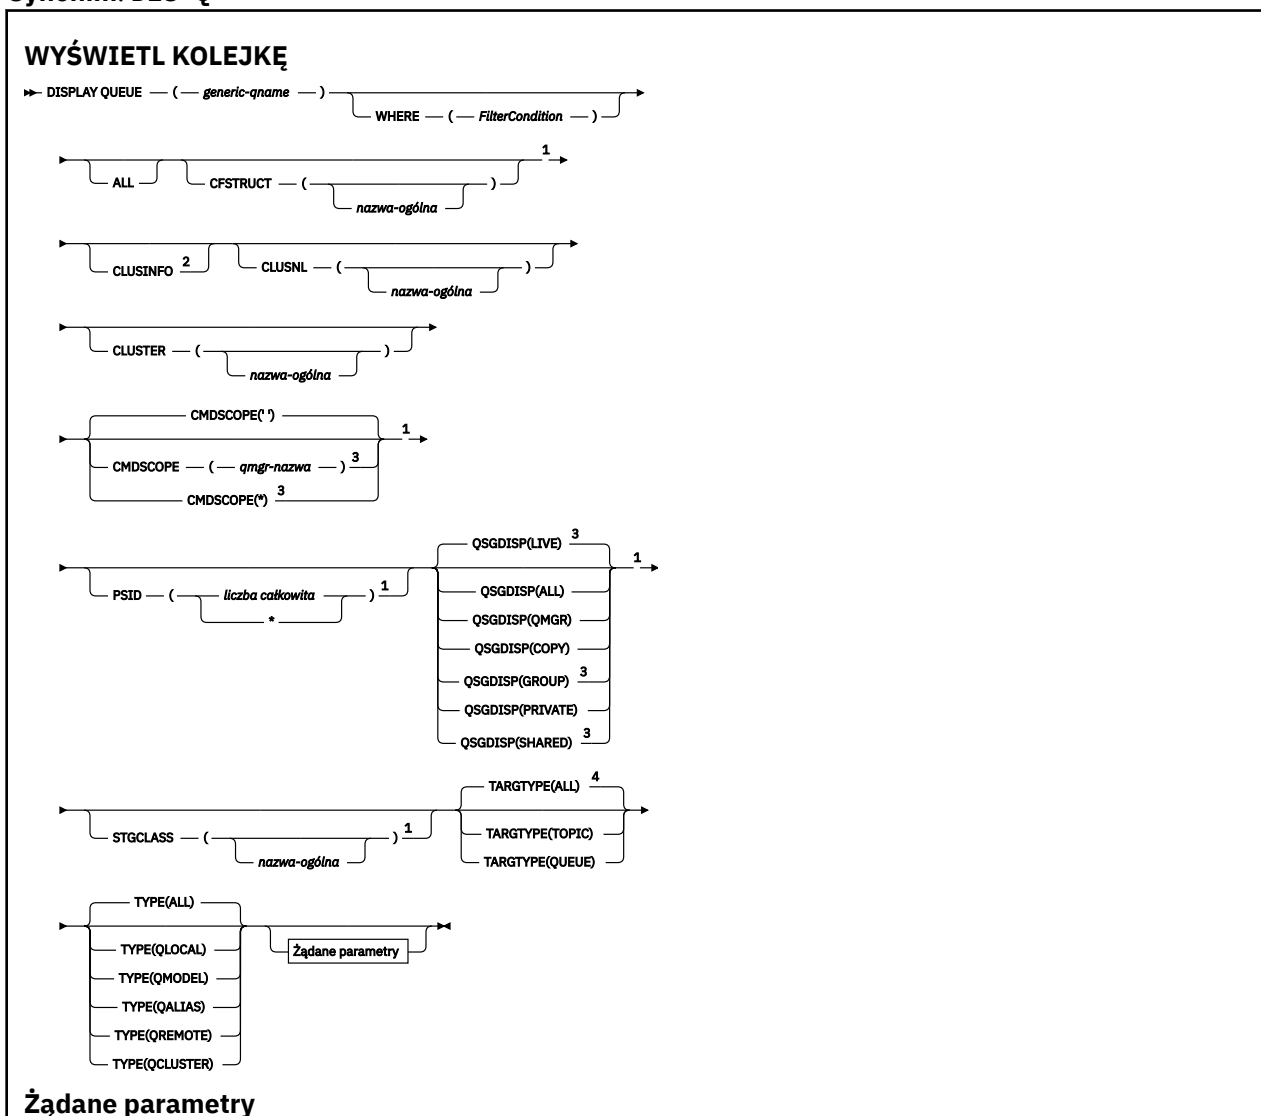 WYŚWIETL KOLEJKĘ
DISPLAY QUEUE ( generic-qname )
WHERE ( FilterCondition )
ALL
CFSTRUCT (
nazwa-ogólna
) 1
CLUSINFO 2
CLUSNL (
nazwa-ogólna
)
CLUSTER (
nazwa-ogólna
)
CMDSCOPE(' ')
1
CMDSCOPE ( qmgr-nazwa ) 3
CMDSCOPE(*) 3
PSID (
liczba całkowita
*
) 1
QSGDISP(LIVE) 3
1
QSGDISP(ALL)
QSGDISP(QMGR)
QSGDISP(COPY)
QSGDISP(GROUP) 3
QSGDISP(PRIVATE)
QSGDISP(SHARED) 3
STGCLASS (
nazwa-ogólna
) 1
TARGTYPE(ALL) 4
TARGTYPE(TOPIC)
TARGTYPE(QUEUE)
TYPE(ALL)
TYPE(QLOCAL)
TYPE(QMODEL)
TYPE(QALIAS)
TYPE(QREMOTE)
TYPE(QCLUSTER)
Żądane parametry
Żądane parametry